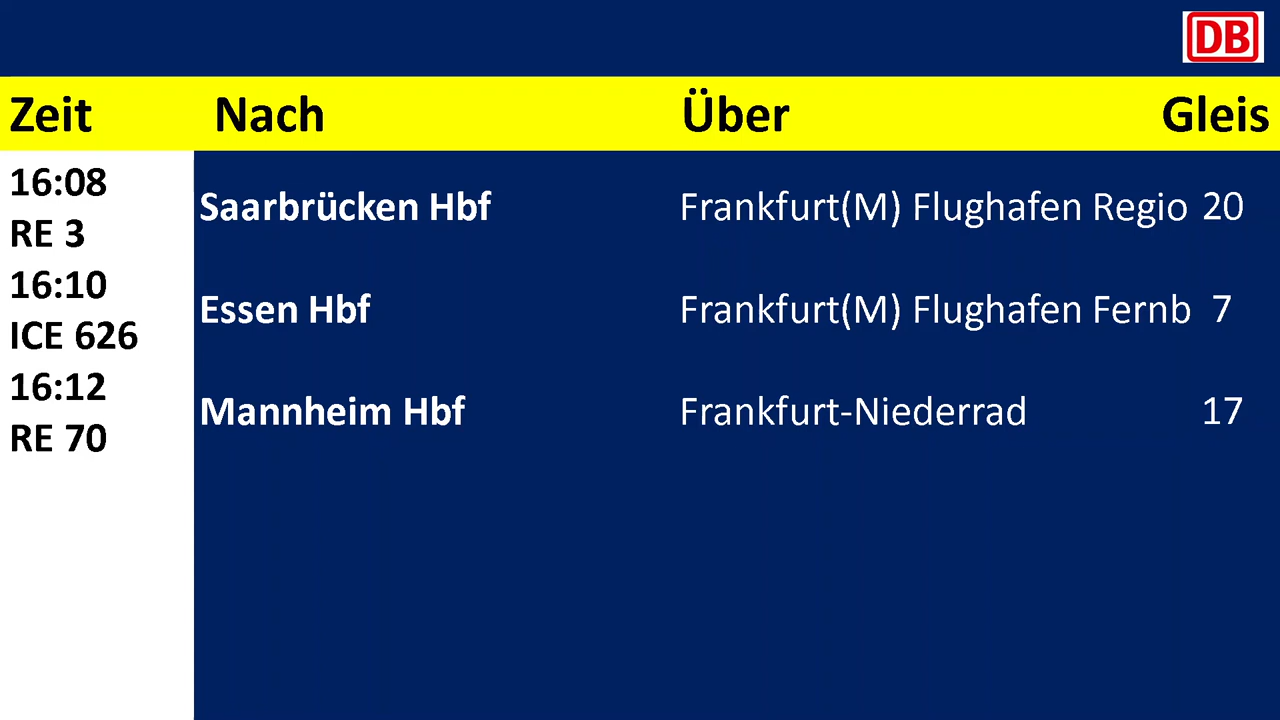 DB
Zeit Nach Über Gleis
16:08
Saarbrücken Hbf Frankfurt(M) Flughafen Regio 20
RE 3
16:10
Essen Hbf Frankfurt(M) Flughafen Fernb 7
ICE 626
16:12
Mannheim Hbf Frankfurt-Niederrad 17
RE 70